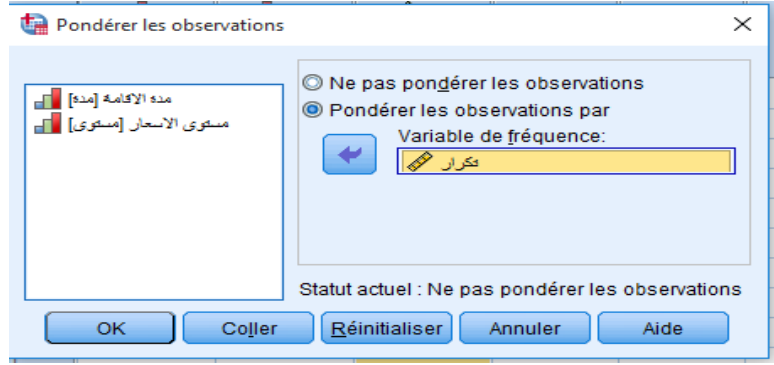 Pondérer les observations
مدة الاقامة [مدة]
مستوى الاسعار [مستوى]
Ne pas pondérer les observations
Pondérer les observations par
Variable de fréquence:
تكرار
Statut actuel : Ne pas pondérer les observations
OK Coller Réinitialiser Annuler Aide